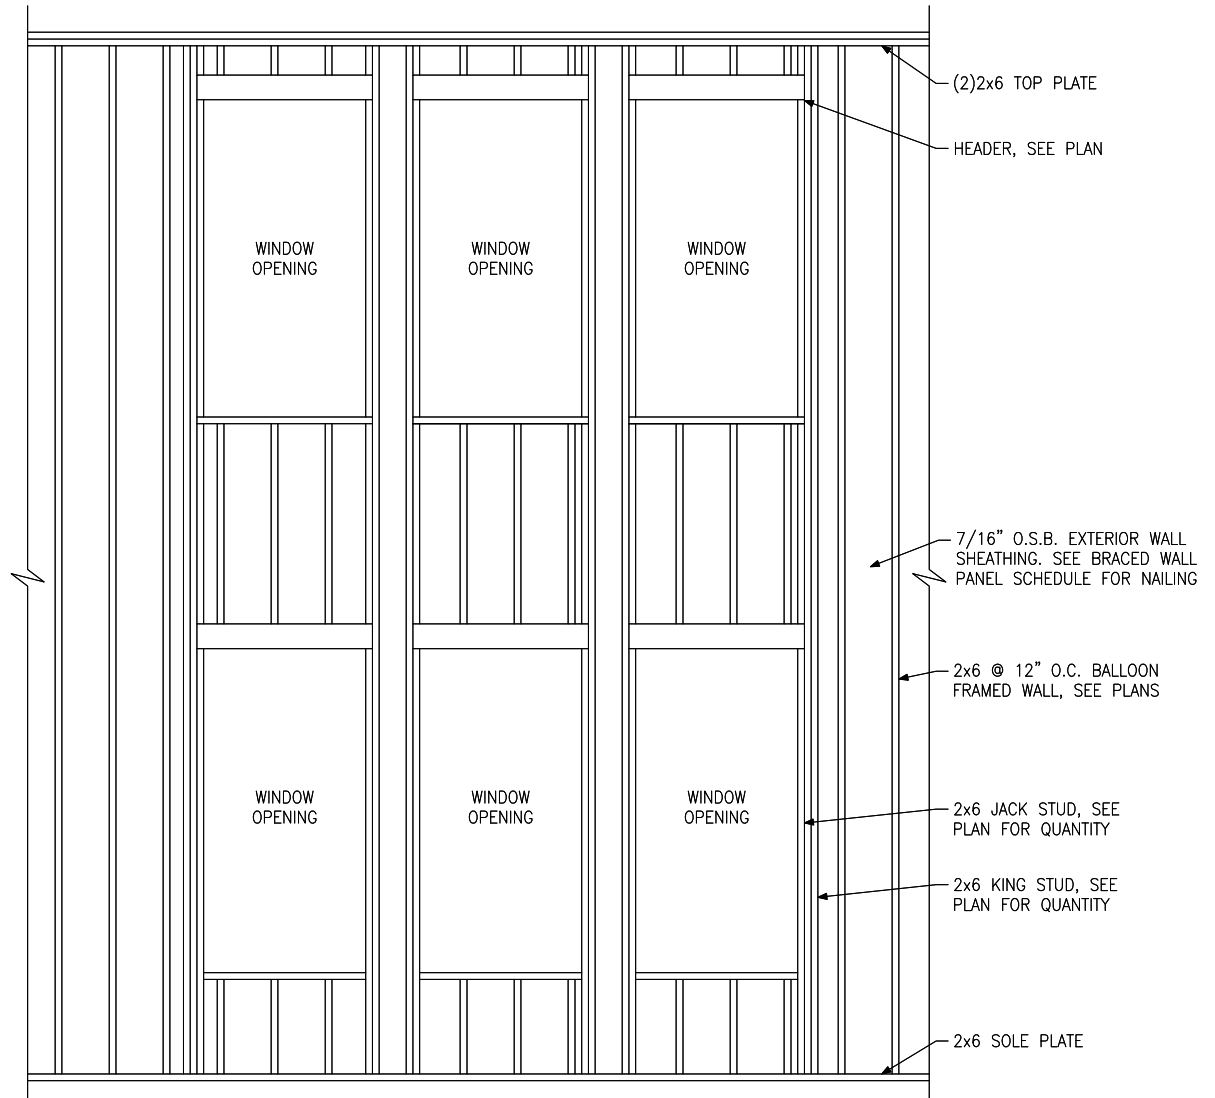 (2)2x6 TOP PLATE
HEADER, SEE PLAN
WINDOW
OPENING
WINDOW
OPENING
WINDOW
OPENING
7/16” O.S.B. EXTERIOR WALL
SHEATHING. SEE BRACED WALL
PANEL SCHEDULE FOR NAILING
2x6 @ 12” O.C. BALLOON
FRAMED WALL, SEE PLANS
WINDOW
OPENING
WINDOW
OPENING
WINDOW
OPENING
2x6 JACK STUD, SEE
PLAN FOR QUANTITY
2x6 KING STUD, SEE
PLAN FOR QUANTITY
2x6 SOLE PLATE